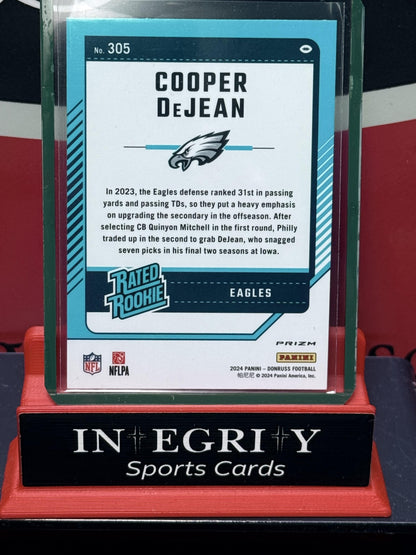 No. 305
COOPER
DEJEAN
In 2023, the Eagles defense ranked 31st in passing
yards and passing TDs, so they put a heavy emphasis
on upgrading the secondary in the offseason. After
selecting CB Quinyon Mitchell in the first round, Philly
traded up in the second to grab DeJean, who snagged
seven picks in his final two seasons at Iowa.
RATED
ROOKIE
EAGLES
PRIZM
NFL
NFLPA
PANINI
2024 PANINI – DONRUSS FOOTBALL
帕尼尼 © 2024 Panini America, Inc.
INTEGRITY
Sports Cards